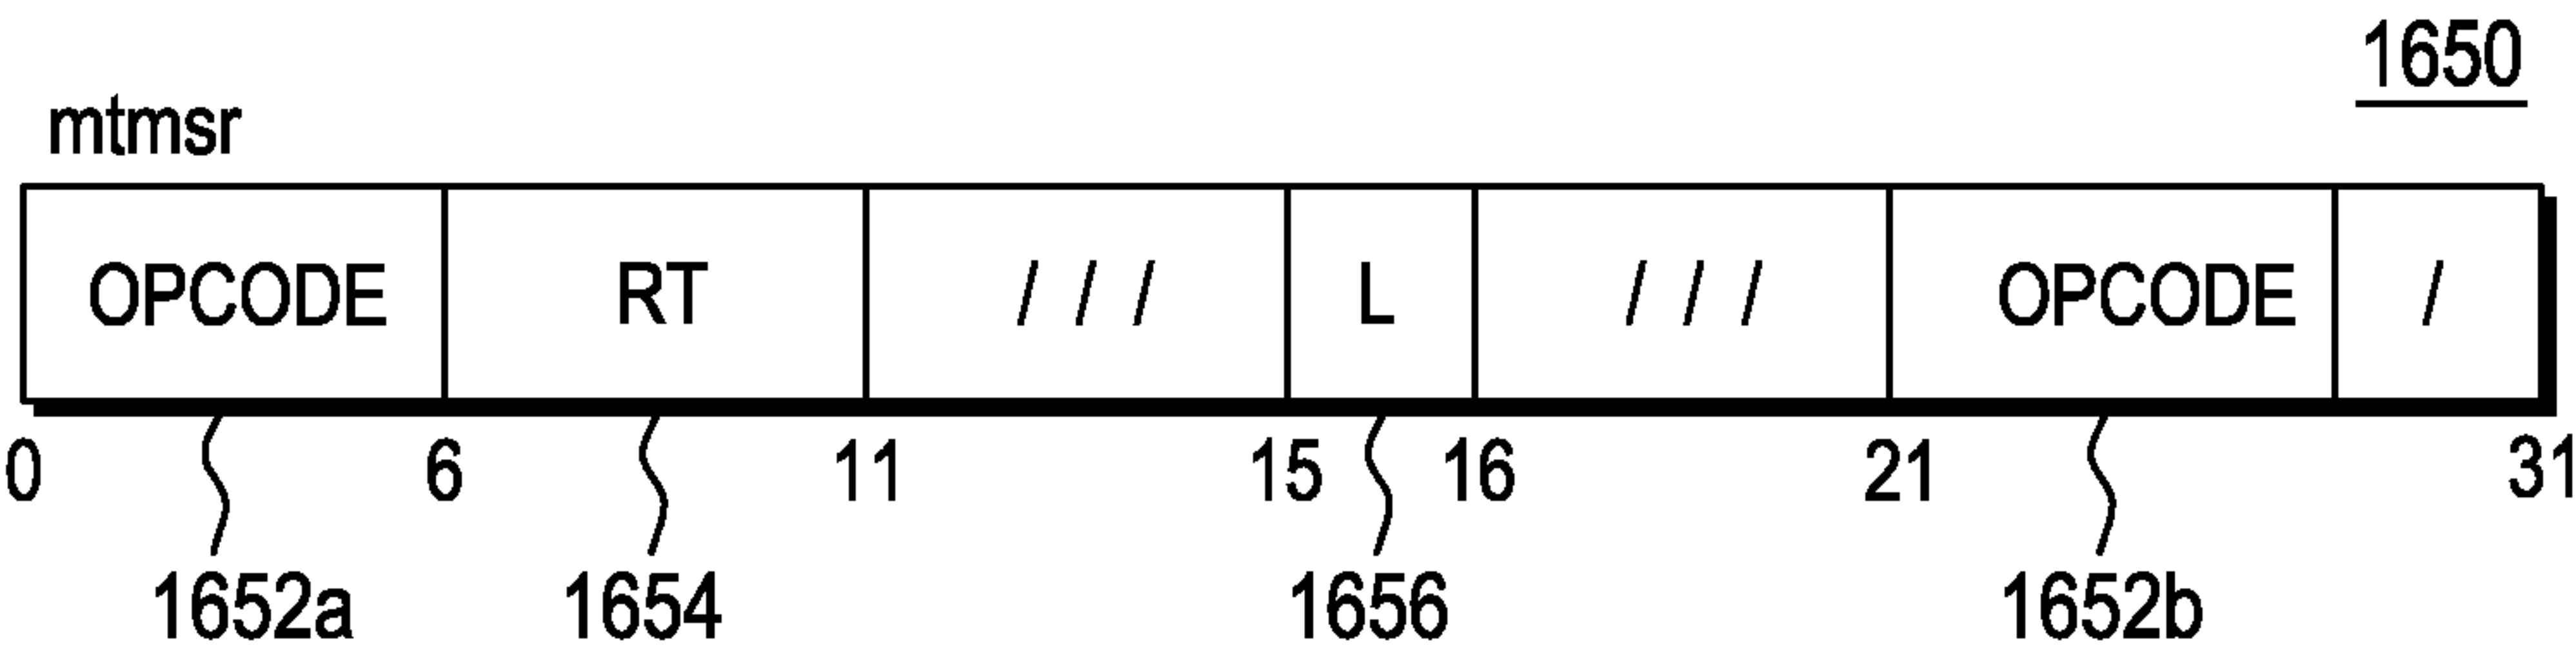 1650
mtmsr
OPCODE RT / / / L / / / OPCODE /
0 6 11 15 16 21 31
1652a 1654 1656 1652b